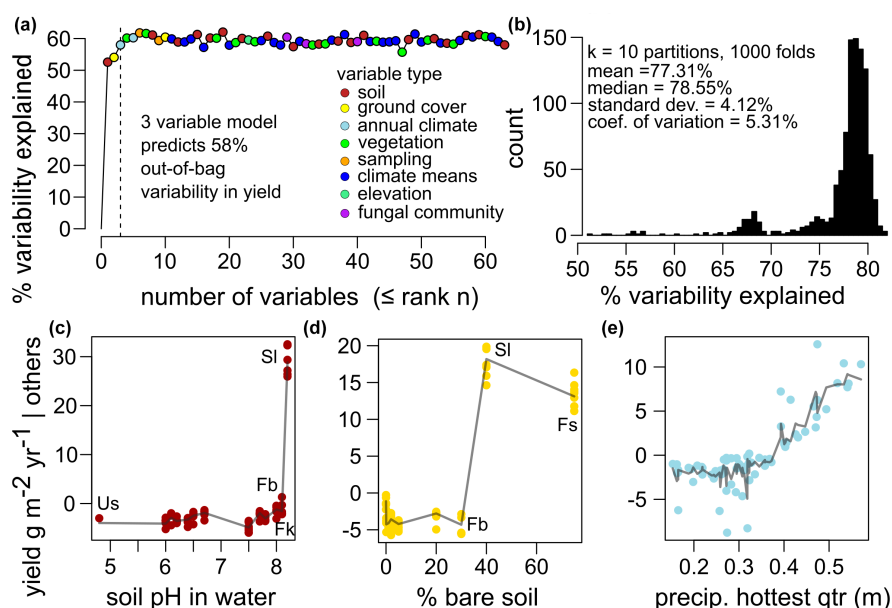 (a)
% variability explained
60
50
40
30
20
10
0
3 variable model
predicts 58%
out-of-bag
variability in yield
variable type
soil
ground cover
annual climate
vegetation
sampling
climate means
elevation
fungal community
0 10 20 30 40 50 60
number of variables (≤ rank n)
(b)
count
150
100
50
0
k = 10 partitions, 1000 folds
mean =77.31%
median = 78.55%
standard dev. = 4.12%
coef. of variation = 5.31%
50 55 60 65 70 75 80
% variability explained
(c)
yield g m⁻² yr⁻¹ | others
30
20
10
0
Us
Sl
Fb
Fk
5 6 7 8
soil pH in water
(d)
20
15
10
5
0
-5
Sl
Fs
Fb
0 20 40 60
% bare soil
(e)
10
5
0
-5
0.2 0.3 0.4 0.5
precip. hottest qtr (m)